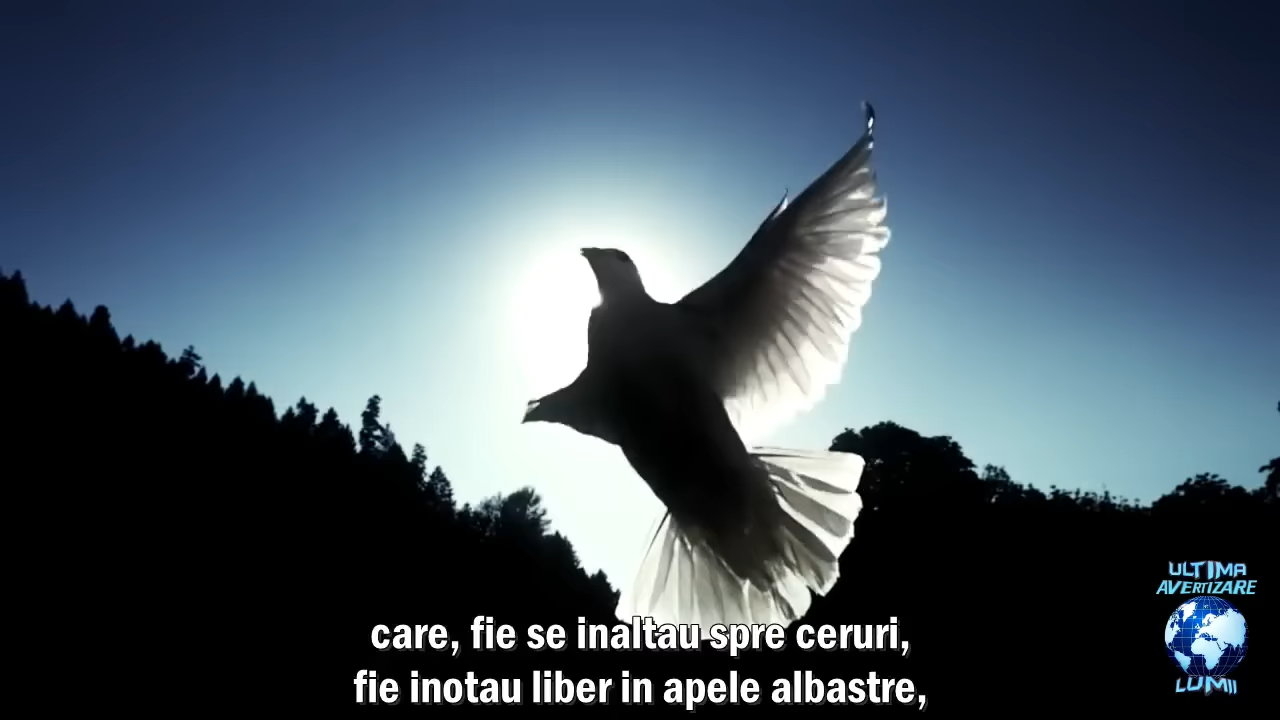 care, fie se inaltau spre ceruri,
fie inotau liber in apele albastre,
ULTIMA
AVERTIZARE
LUMII